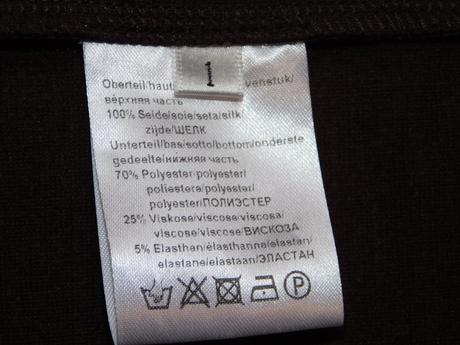 1
Oberteil/haut venstuk/
верхняя часть
100% Seide/soie/seta/silk/
zijde/ШЕЛК
Unterteil/bas/sotto/bottom/onderste
gedeelte/нижняя часть
70% Polyester/polyester/
poliestere/polyester/
polyester/ПОЛИЭСТЕР
25% Viskose/viscose/viscosa/
viscose/viscose/ВИСКОЗА
5% Elasthan/élasthanne/elastan/
elastane/elastaan/ЭЛАСТАН
P